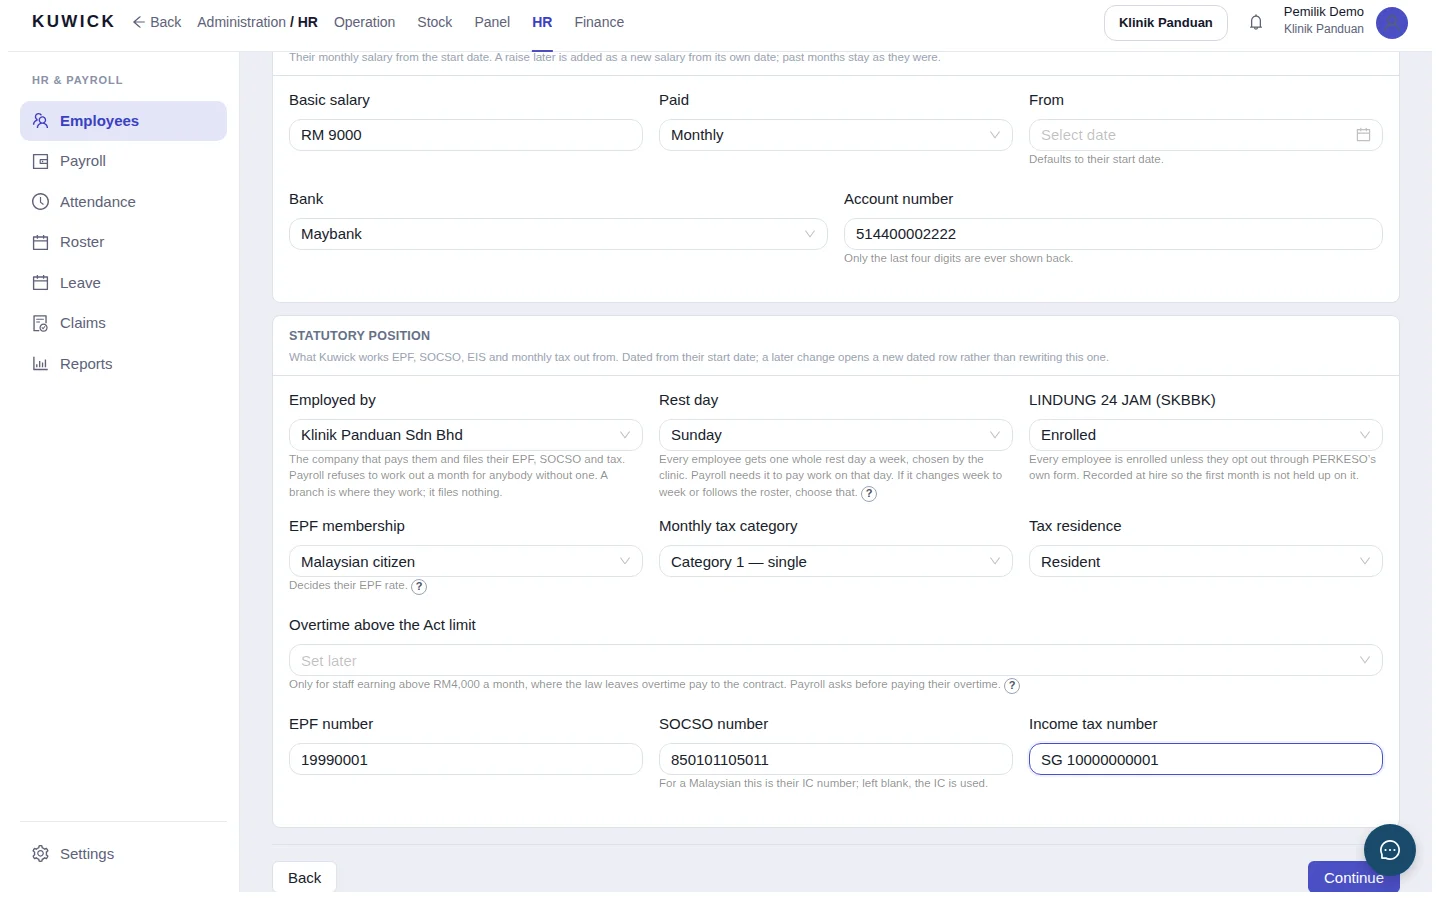 KUWICK
Back
Administration / HR
Operation
Stock
Panel
HR
Finance
Klinik Panduan
Pemilik Demo
Klinik Panduan
HR & PAYROLL
Employees
Payroll
Attendance
Roster
Leave
Claims
Reports
Settings
Their monthly salary from the start date. A raise later is added as a new salary from its own date; past months stay as they were.
Basic salary
Paid
From
RM 9000
Monthly
Select date
Defaults to their start date.
Bank
Account number
Maybank
514400002222
Only the last four digits are ever shown back.
STATUTORY POSITION
What Kuwick works EPF, SOCSO, EIS and monthly tax out from. Dated from their start date; a later change opens a new dated row rather than rewriting this one.
Employed by
Klinik Panduan Sdn Bhd
The company that pays them and files their EPF, SOCSO and tax.
Payroll refuses to work out a month for anybody without one. A
branch is where they work; it files nothing.
Rest day
Sunday
Every employee gets one whole rest day a week, chosen by the
clinic. Payroll needs it to pay work on that day. If it changes week to
week or follows the roster, choose that. ?
LINDUNG 24 JAM (SKBBK)
Enrolled
Every employee is enrolled unless they opt out through PERKESO's
own form. Recorded at hire so the first month is not held up on it.
EPF membership
Malaysian citizen
Decides their EPF rate. ?
Monthly tax category
Category 1 — single
Tax residence
Resident
Overtime above the Act limit
Set later
Only for staff earning above RM4,000 a month, where the law leaves overtime pay to the contract. Payroll asks before paying their overtime. ?
EPF number
19990001
SOCSO number
850101105011
For a Malaysian this is their IC number; left blank, the IC is used.
Income tax number
SG 10000000001
Back
Continue